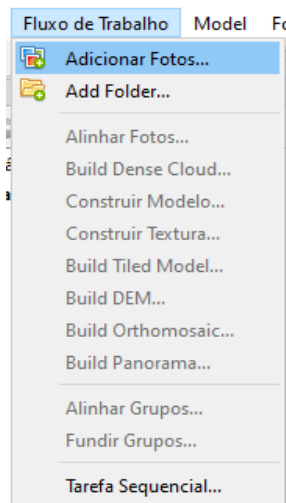 Fluxo de Trabalho Model
Adicionar Fotos...
Add Folder...
Alinhar Fotos...
Build Dense Cloud...
Construir Modelo...
Construir Textura...
Build Tiled Model...
Build DEM...
Build Orthomosaic...
Build Panorama...
Alinhar Grupos...
Fundir Grupos...
Tarefa Sequencial...